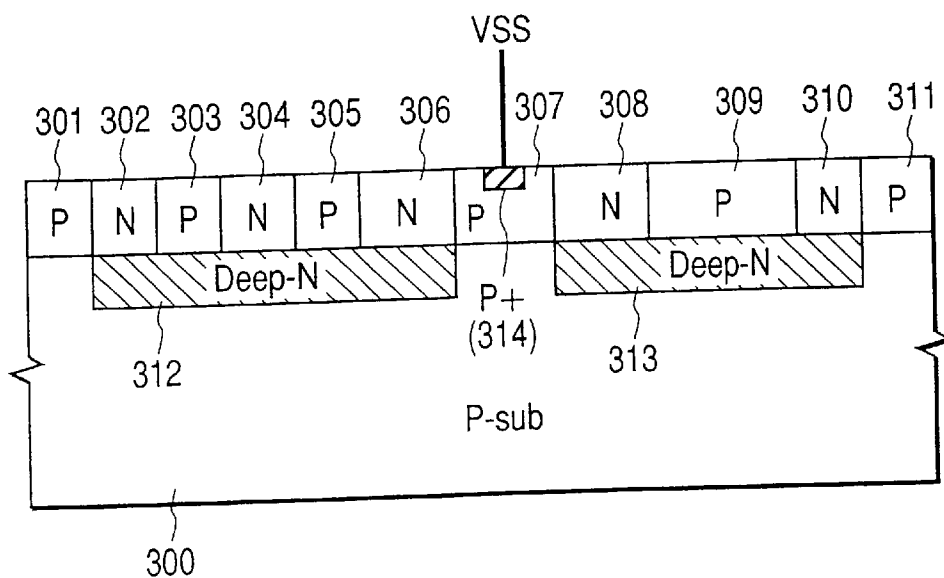 VSS
301 302 303 304 305 306 307 308 309 310 311
P N P N P N P N P N P
Deep-N Deep-N
P+
(314)
312 313
P-sub
300